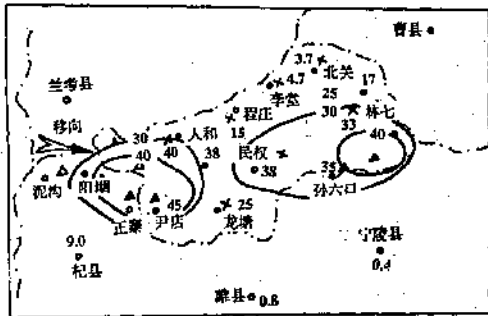 曹县
3.7
北关
4.7
李堂
17
兰考县
25
程庄
30
林七
移向
33
15
30
人和
40
40
40
民权
38
38
35
泥沟
阳堌
孙六口
45
25
正寨
尹店
龙塘
9.0
宁陵县
杞县
0.4
睢县
0.8